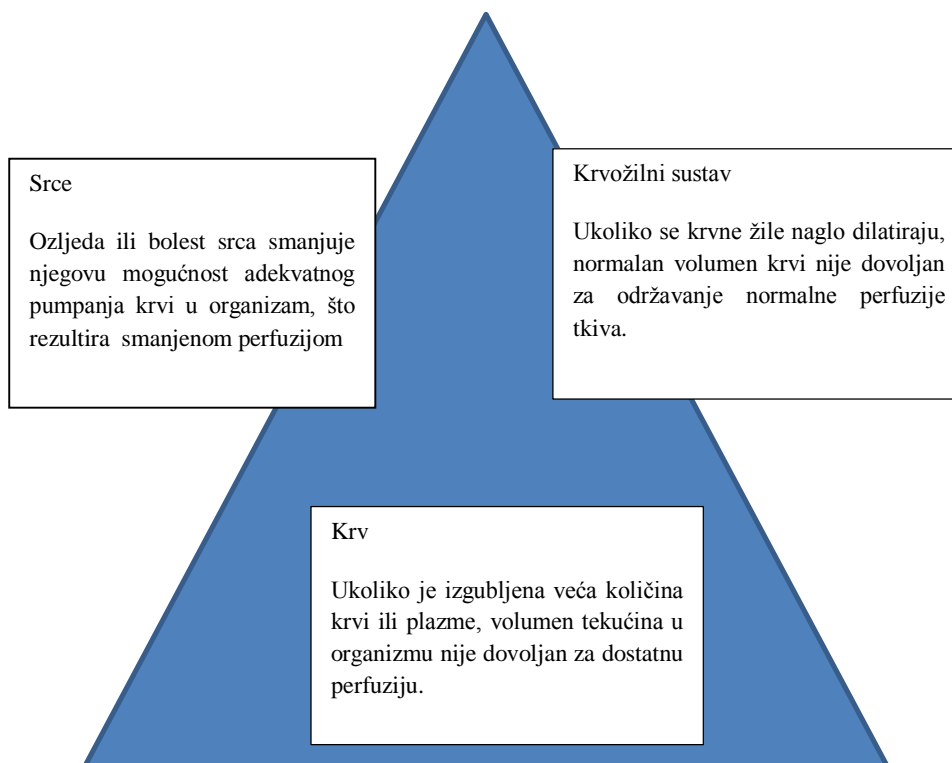 Srce
Ozljeda ili bolest srca smanjuje
njegovu mogućnost adekvatnog
pumpanja krvi u organizam, što
rezultira smanjenom perfuzijom
Krvožilni sustav
Ukoliko se krvne žile naglo dilatiraju,
normalan volumen krvi nije dovoljan
za održavanje normalne perfuzije
tkiva.
Krv
Ukoliko je izgubljena veća količina
krvi ili plazme, volumen tekućina u
organizmu nije dovoljan za dostatnu
perfuziju.